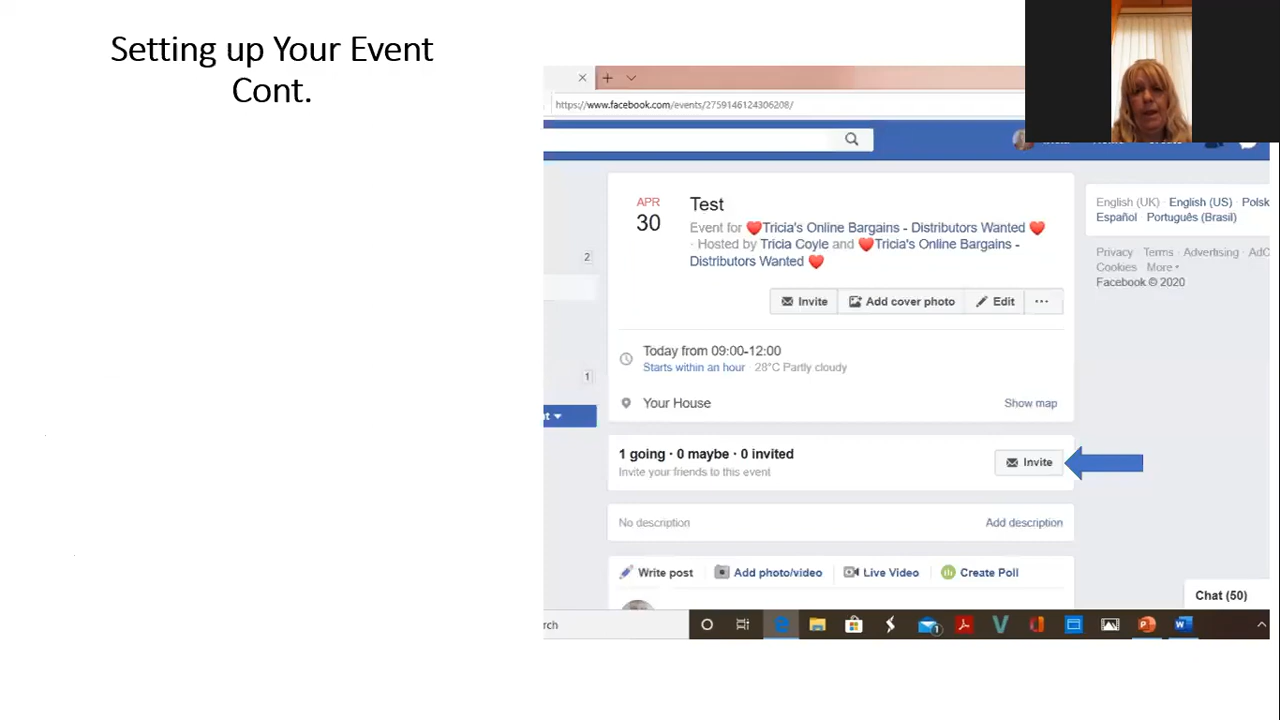 Setting up Your Event
Cont.
https://www.facebook.com/events/2759146124306208/
APR
30
Test
Event for ❤️Tricia's Online Bargains - Distributors Wanted ❤️
· Hosted by Tricia Coyle and ❤️Tricia's Online Bargains -
Distributors Wanted ❤️
Invite
Add cover photo
Edit
...
Today from 09:00-12:00
Starts within an hour · 28°C Partly cloudy
Your House
Show map
1 going · 0 maybe · 0 invited
Invite your friends to this event
Invite
No description
Add description
Write post
Add photo/video
Live Video
Create Poll
2
1
English (UK) · English (US) · Polsk
Español · Português (Brasil)
Privacy · Terms · Advertising · AdC
Cookies · More
Facebook © 2020
Chat (50)
rch
1